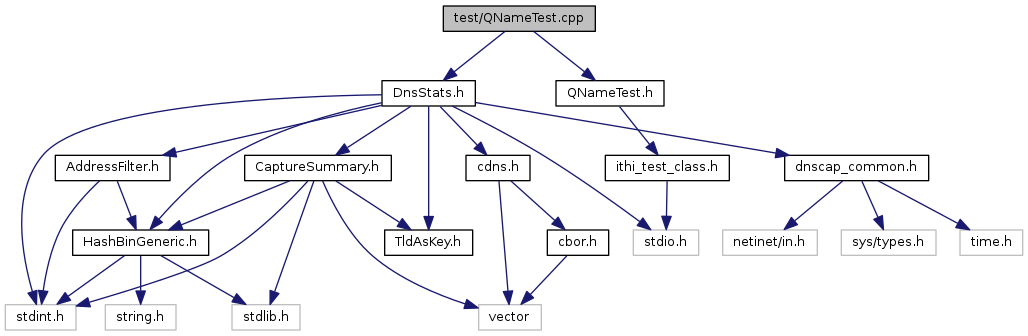 test/QNameTest.cpp
DnsStats.h
QNameTest.h
AddressFilter.h
CaptureSummary.h
cdns.h
ithi_test_class.h
dnscap_common.h
HashBinGeneric.h
TldAsKey.h
cbor.h
stdio.h
netinet/in.h
sys/types.h
time.h
stdint.h
string.h
stdlib.h
vector